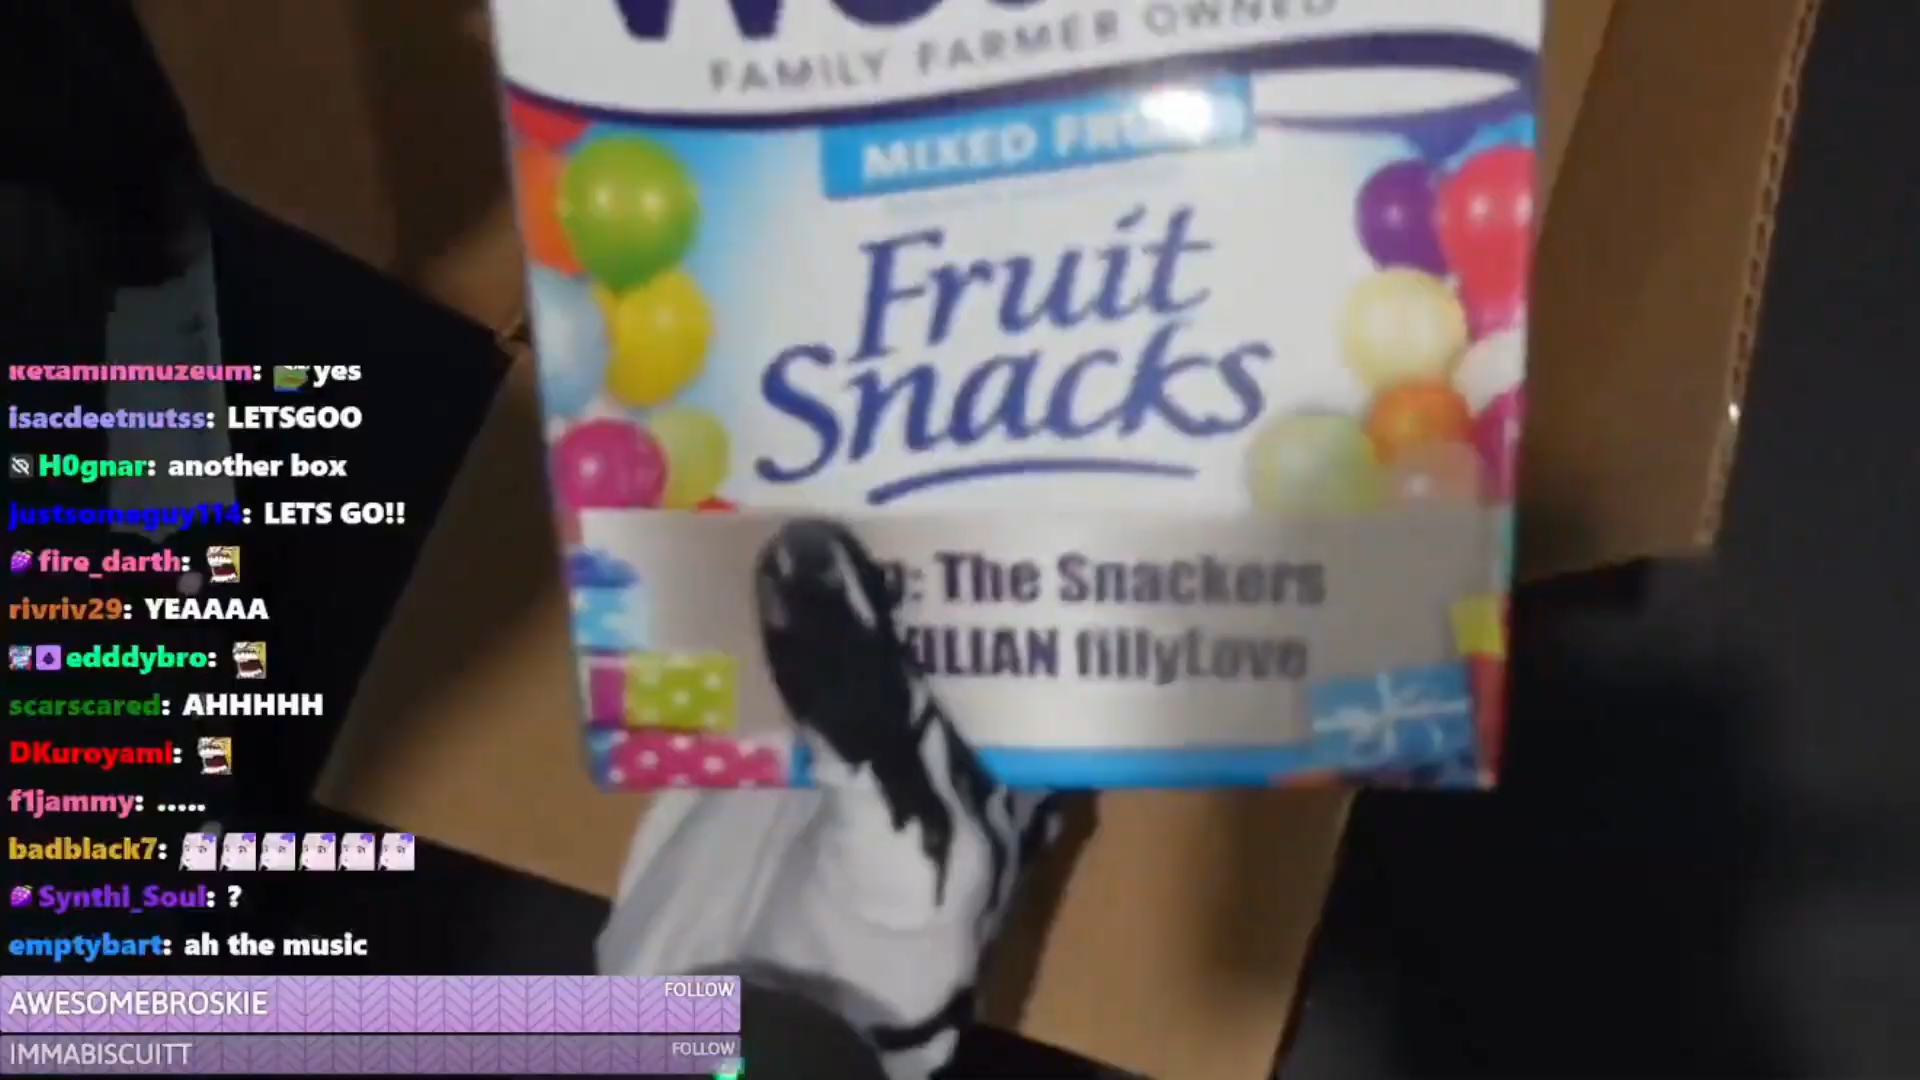 FAMILY FARMER OWNED
MIXED
Fruit
Snacks
The Snackers
fillyLove
ketaminmuzeum: yes
isacdeetnutss: LETSGOO
H0gnar: another box
justsomeguy114: LETS GO!!
fire_darth:
rivriv29: YEAAAA
edddybro:
scarscared: AHHHHH
DKuroyami:
f1jammy: .....
badblack7:
Synthi_Soul: ?
emptybart: ah the music
AWESOMEBROSKIE FOLLOW
IMMABISCUITT FOLLOW